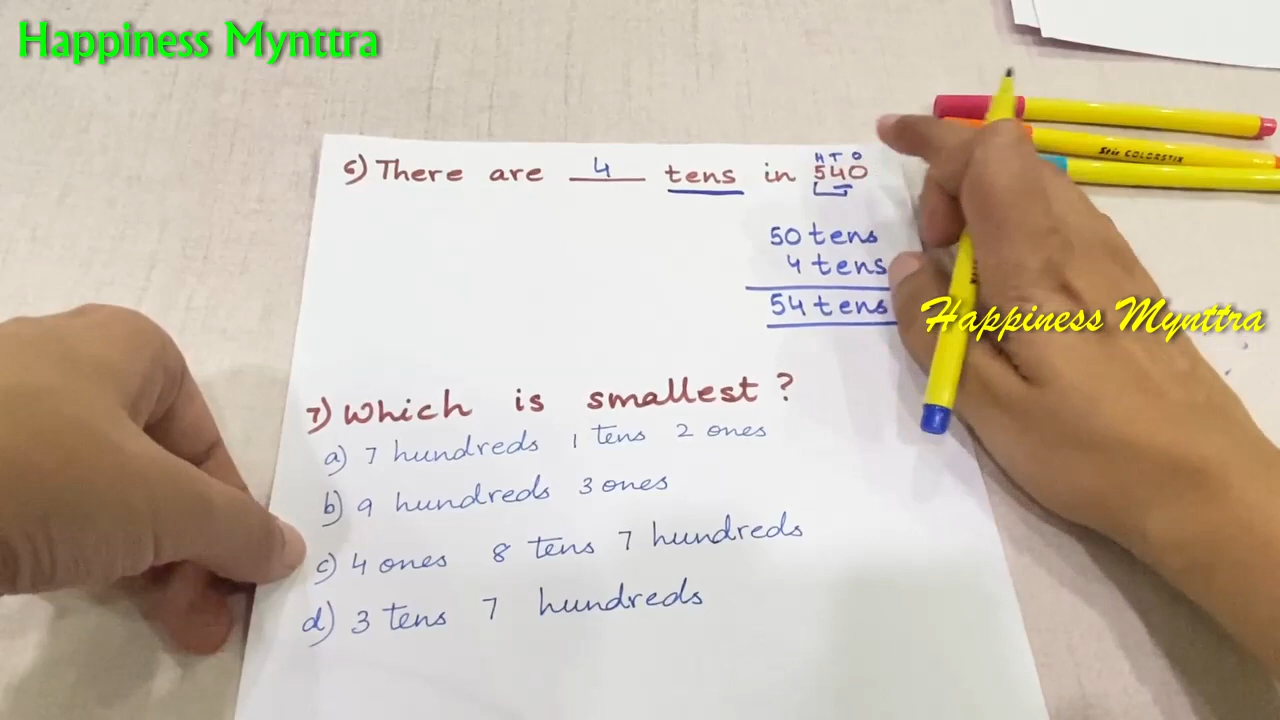 Happiness Mynttra
6) There are 4 tens in 540
H T O
50 tens
4 tens
54 tens
Happiness Mynttra
7) Which is smallest ?
a) 7 hundreds 1 tens 2 ones
b) 9 hundreds 3 ones
c) 4 ones 8 tens 7 hundreds
d) 3 tens 7 hundreds
Stic COLORSTIX